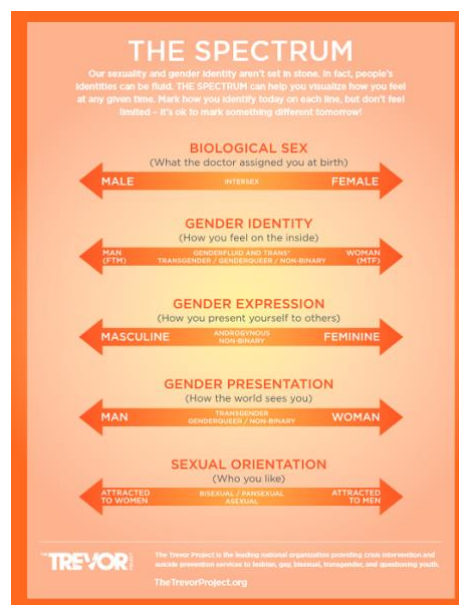 THE SPECTRUM
Our sexuality and gender identity aren't set in stone. In fact, people's
identities can be fluid. THE SPECTRUM can help you visualize how you feel
at any given time. Mark how you identify today on each line, but don't feel
limited – it's ok to mark something different tomorrow!
BIOLOGICAL SEX
(What the doctor assigned you at birth)
MALE INTERSEX FEMALE
GENDER IDENTITY
(How you feel on the inside)
MAN GENDERFLUID AND TRANS* WOMAN
(FTM) TRANSGENDER / GENDERQUEER / NON-BINARY (MTF)
GENDER EXPRESSION
(How you present yourself to others)
MASCULINE ANDROGYNOUS FEMININE
NON-BINARY
GENDER PRESENTATION
(How the world sees you)
MAN TRANSGENDER WOMAN
GENDERQUEER / NON-BINARY
SEXUAL ORIENTATION
(Who you like)
ATTRACTED BISEXUAL / PANSEXUAL ATTRACTED
TO WOMEN ASEXUAL TO MEN
THE TREVOR PROJECT
The Trevor Project is the leading national organization providing crisis intervention and
suicide prevention services to lesbian, gay, bisexual, transgender, and questioning youth.
TheTrevorProject.org